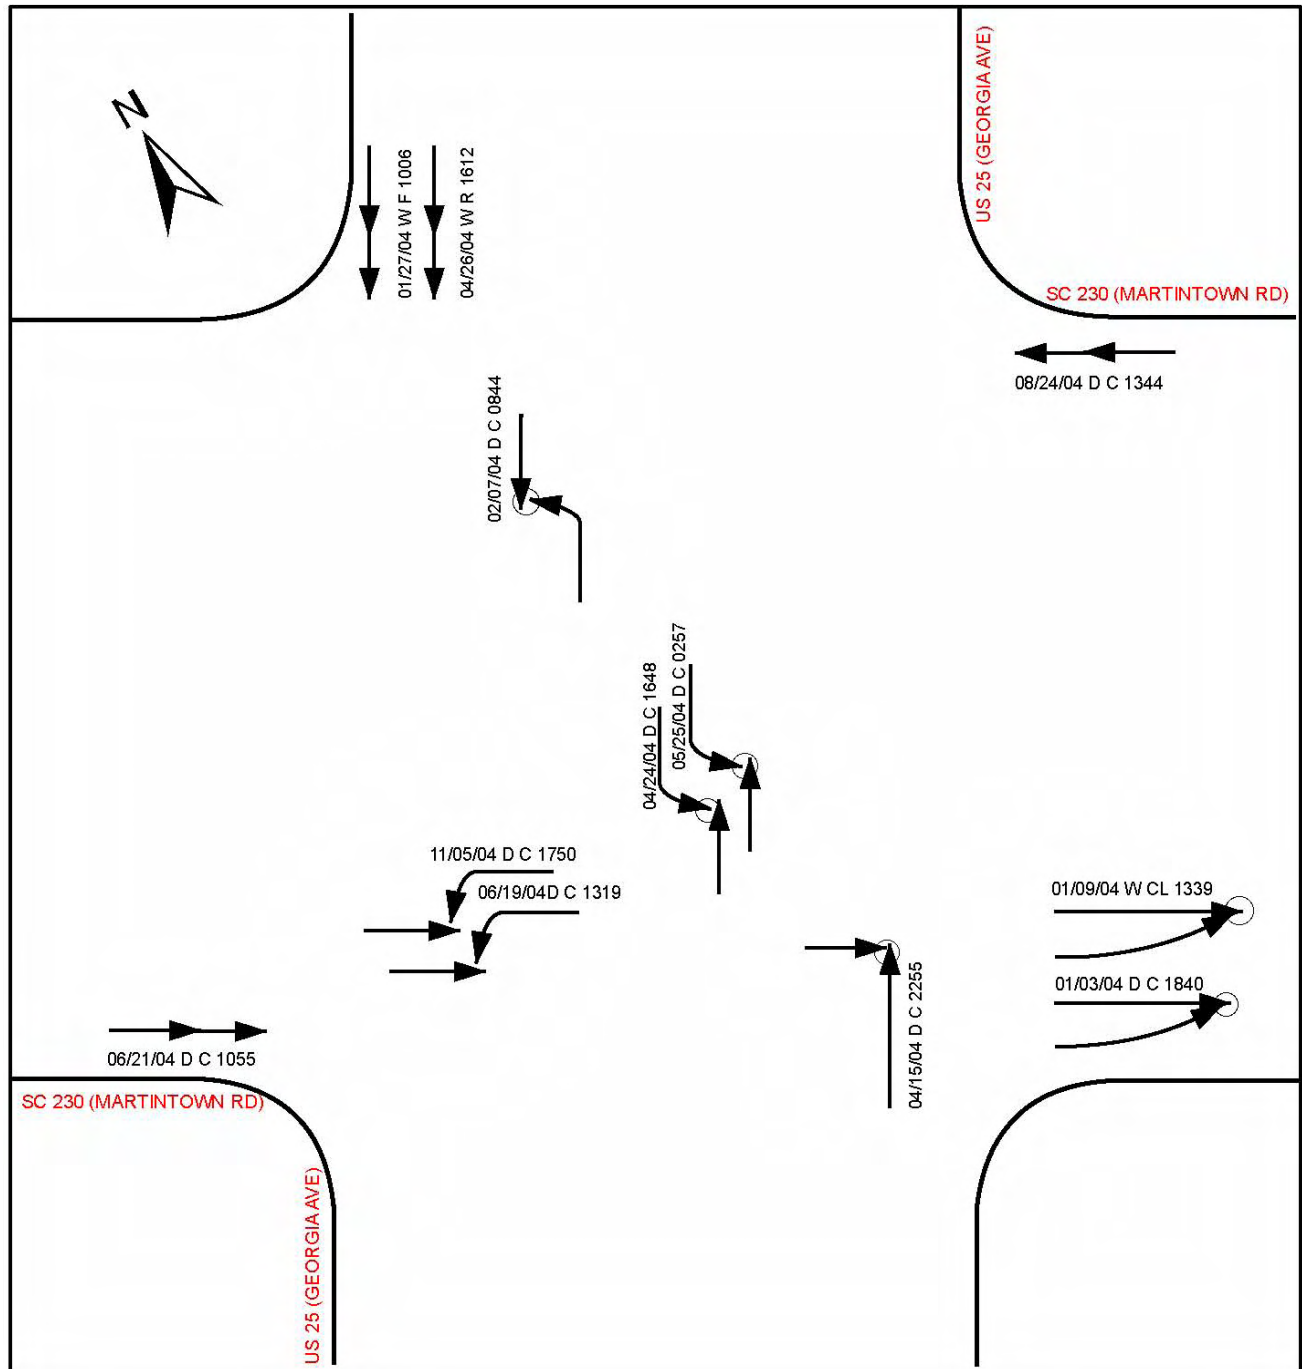 N
US 25 (GEORGIA AVE)
01/27/04 W F 1006
04/26/04 W R 1612
SC 230 (MARTINTOWN RD)
08/24/04 D C 1344
02/07/04 D C 0844
04/24/04 D C 1648
05/25/04 D C 0257
11/05/04 D C 1750
06/19/04D C 1319
01/09/04 W CL 1339
01/03/04 D C 1840
04/15/04 D C 2255
06/21/04 D C 1055
SC 230 (MARTINTOWN RD)
US 25 (GEORGIA AVE)